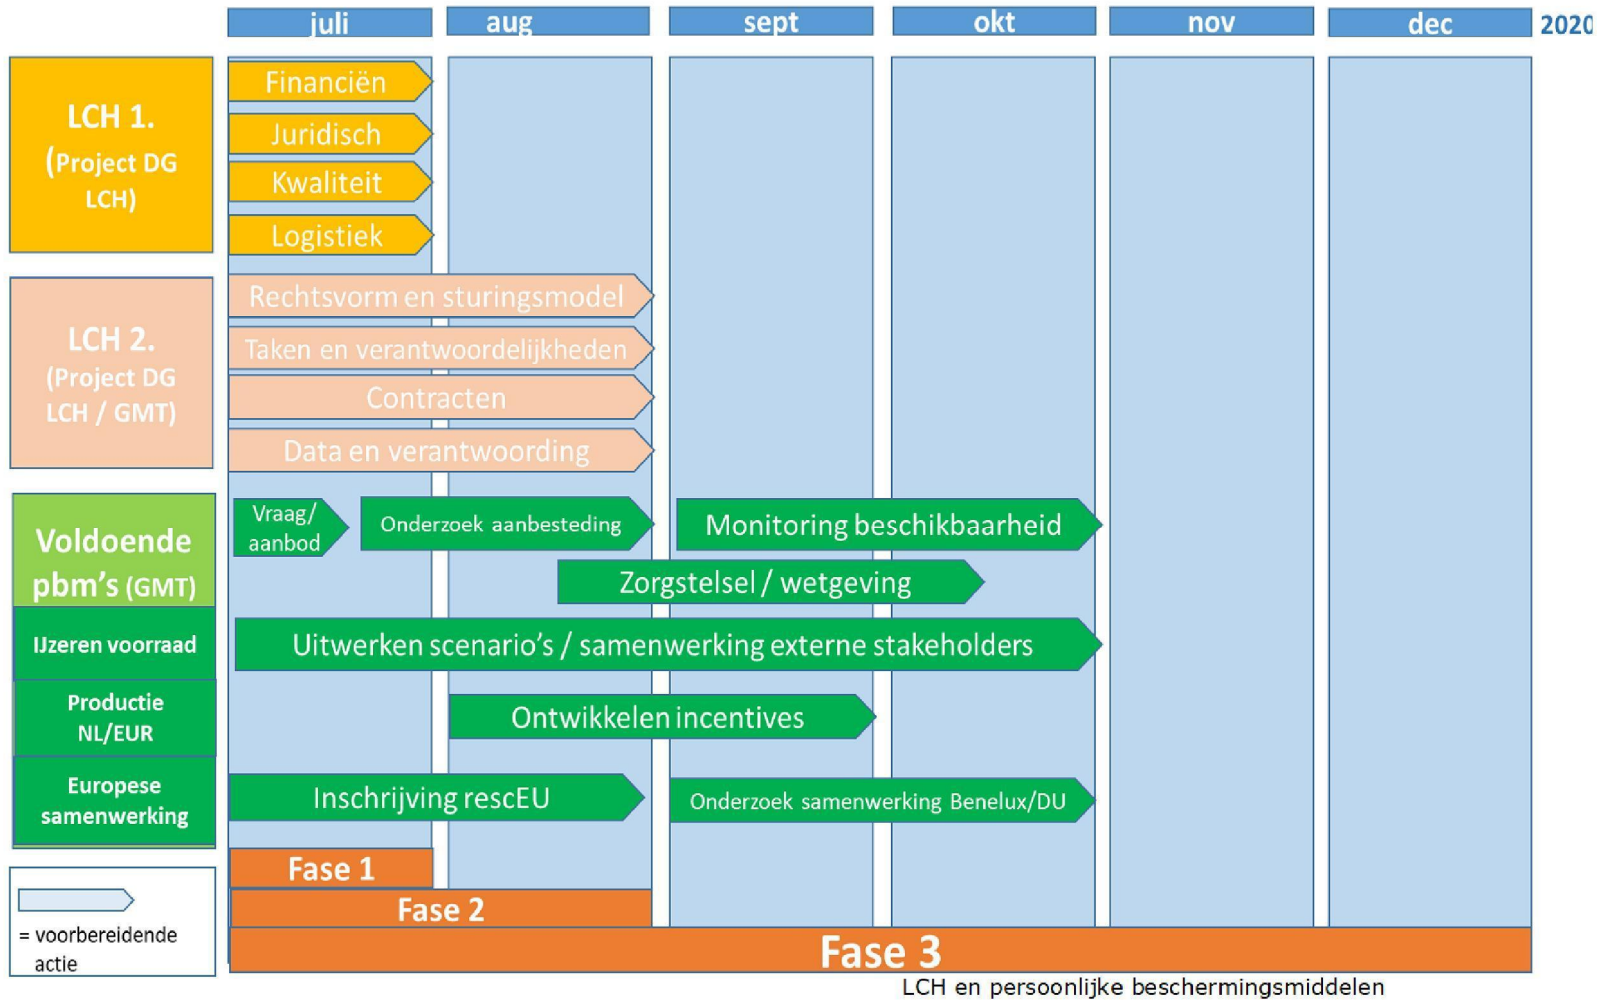 juli aug sept okt nov dec 2020
LCH 1.
(Project DG
LCH)
Financiën
Juridisch
Kwaliteit
Logistiek
LCH 2.
(Project DG
LCH / GMT)
Rechtsvorm en sturingsmodel
Taken en verantwoordelijkheden
Contracten
Data en verantwoording
Voldoende
pbm's (GMT)
Vraag/
aanbod
Onderzoek aanbesteding
Monitoring beschikbaarheid
Zorgstelsel / wetgeving
IJzeren voorraad
Uitwerken scenario's / samenwerking externe stakeholders
Productie
NL/EUR
Ontwikkelen incentives
Europese
samenwerking
Inschrijving rescEU
Onderzoek samenwerking Benelux/DU
Fase 1
Fase 2
Fase 3
= voorbereidende
actie
LCH en persoonlijke beschermingsmiddelen